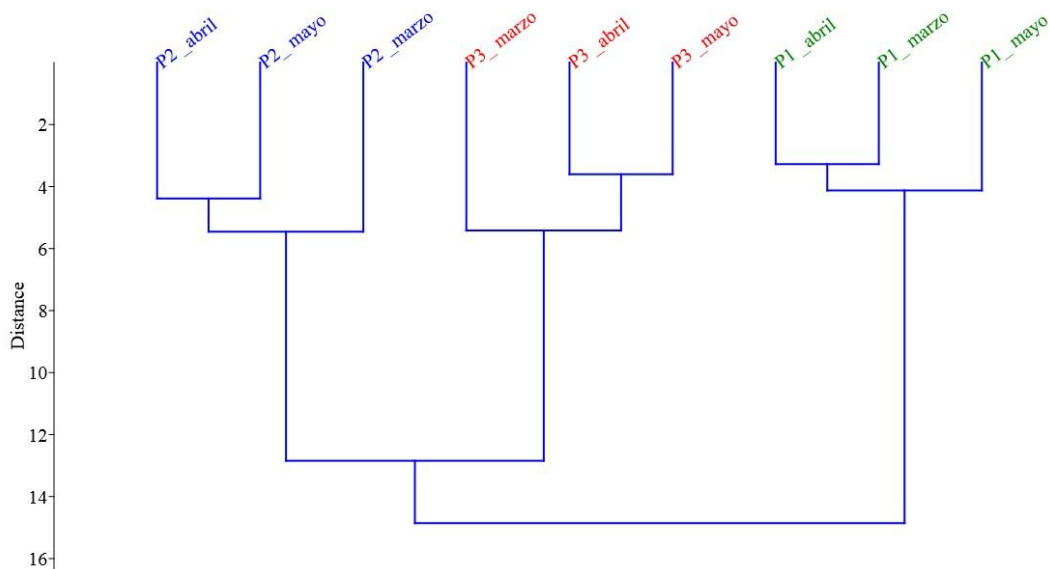 P2_abril
P2_mayo
P2_marzo
P3_marzo
P3_abril
P3_mayo
P1_abril
P1_marzo
P1_mayo
2
4
6
8
10
12
14
16
Distance